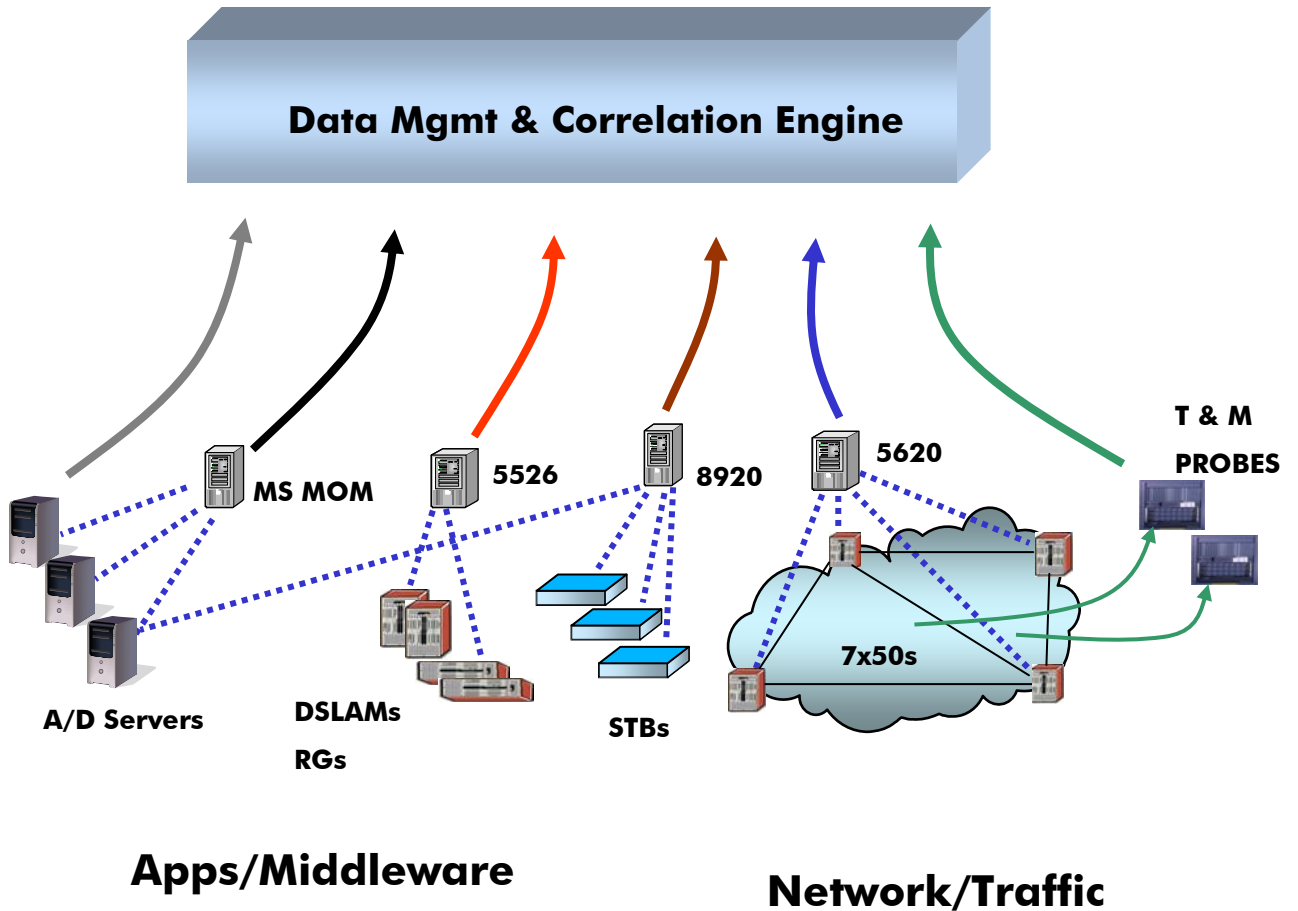 Data Mgmt & Correlation Engine
T & M
PROBES
MS MOM
5526
8920
5620
7x50s
A/D Servers
DSLAMs
RGs
STBs
Apps/Middleware
Network/Traffic